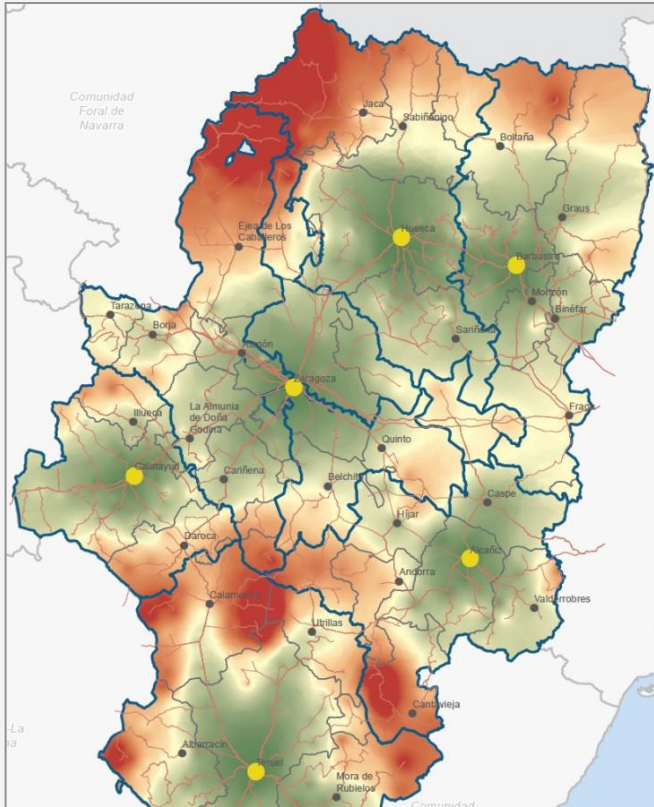 Comunidad
Foral de
Navarra
Jaca
Sabiñánigo
Boltaña
Graus
Ejea de Los
Caballeros
Huesca
Barbastro
Monzón
Binéfar
Tarazona
Borja
Sariñena
Alagón
Zaragoza
Illueca
La Almunia
de Doña
Godina
Fraga
Quinto
Calatayud
Cariñena
Belchite
Caspe
Híjar
Daroca
Alcañiz
Andorra
Calamocha
Valderrobres
Utrillas
Cantavieja
Albarracín
Teruel
Mora de
Rubielos
Comunidad